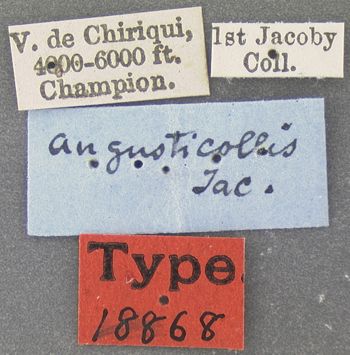 V. de Chiriqui,
4000-6000 ft.
Champion.
1st Jacoby
Coll.
angusticollis
Jac.
Type.
18868